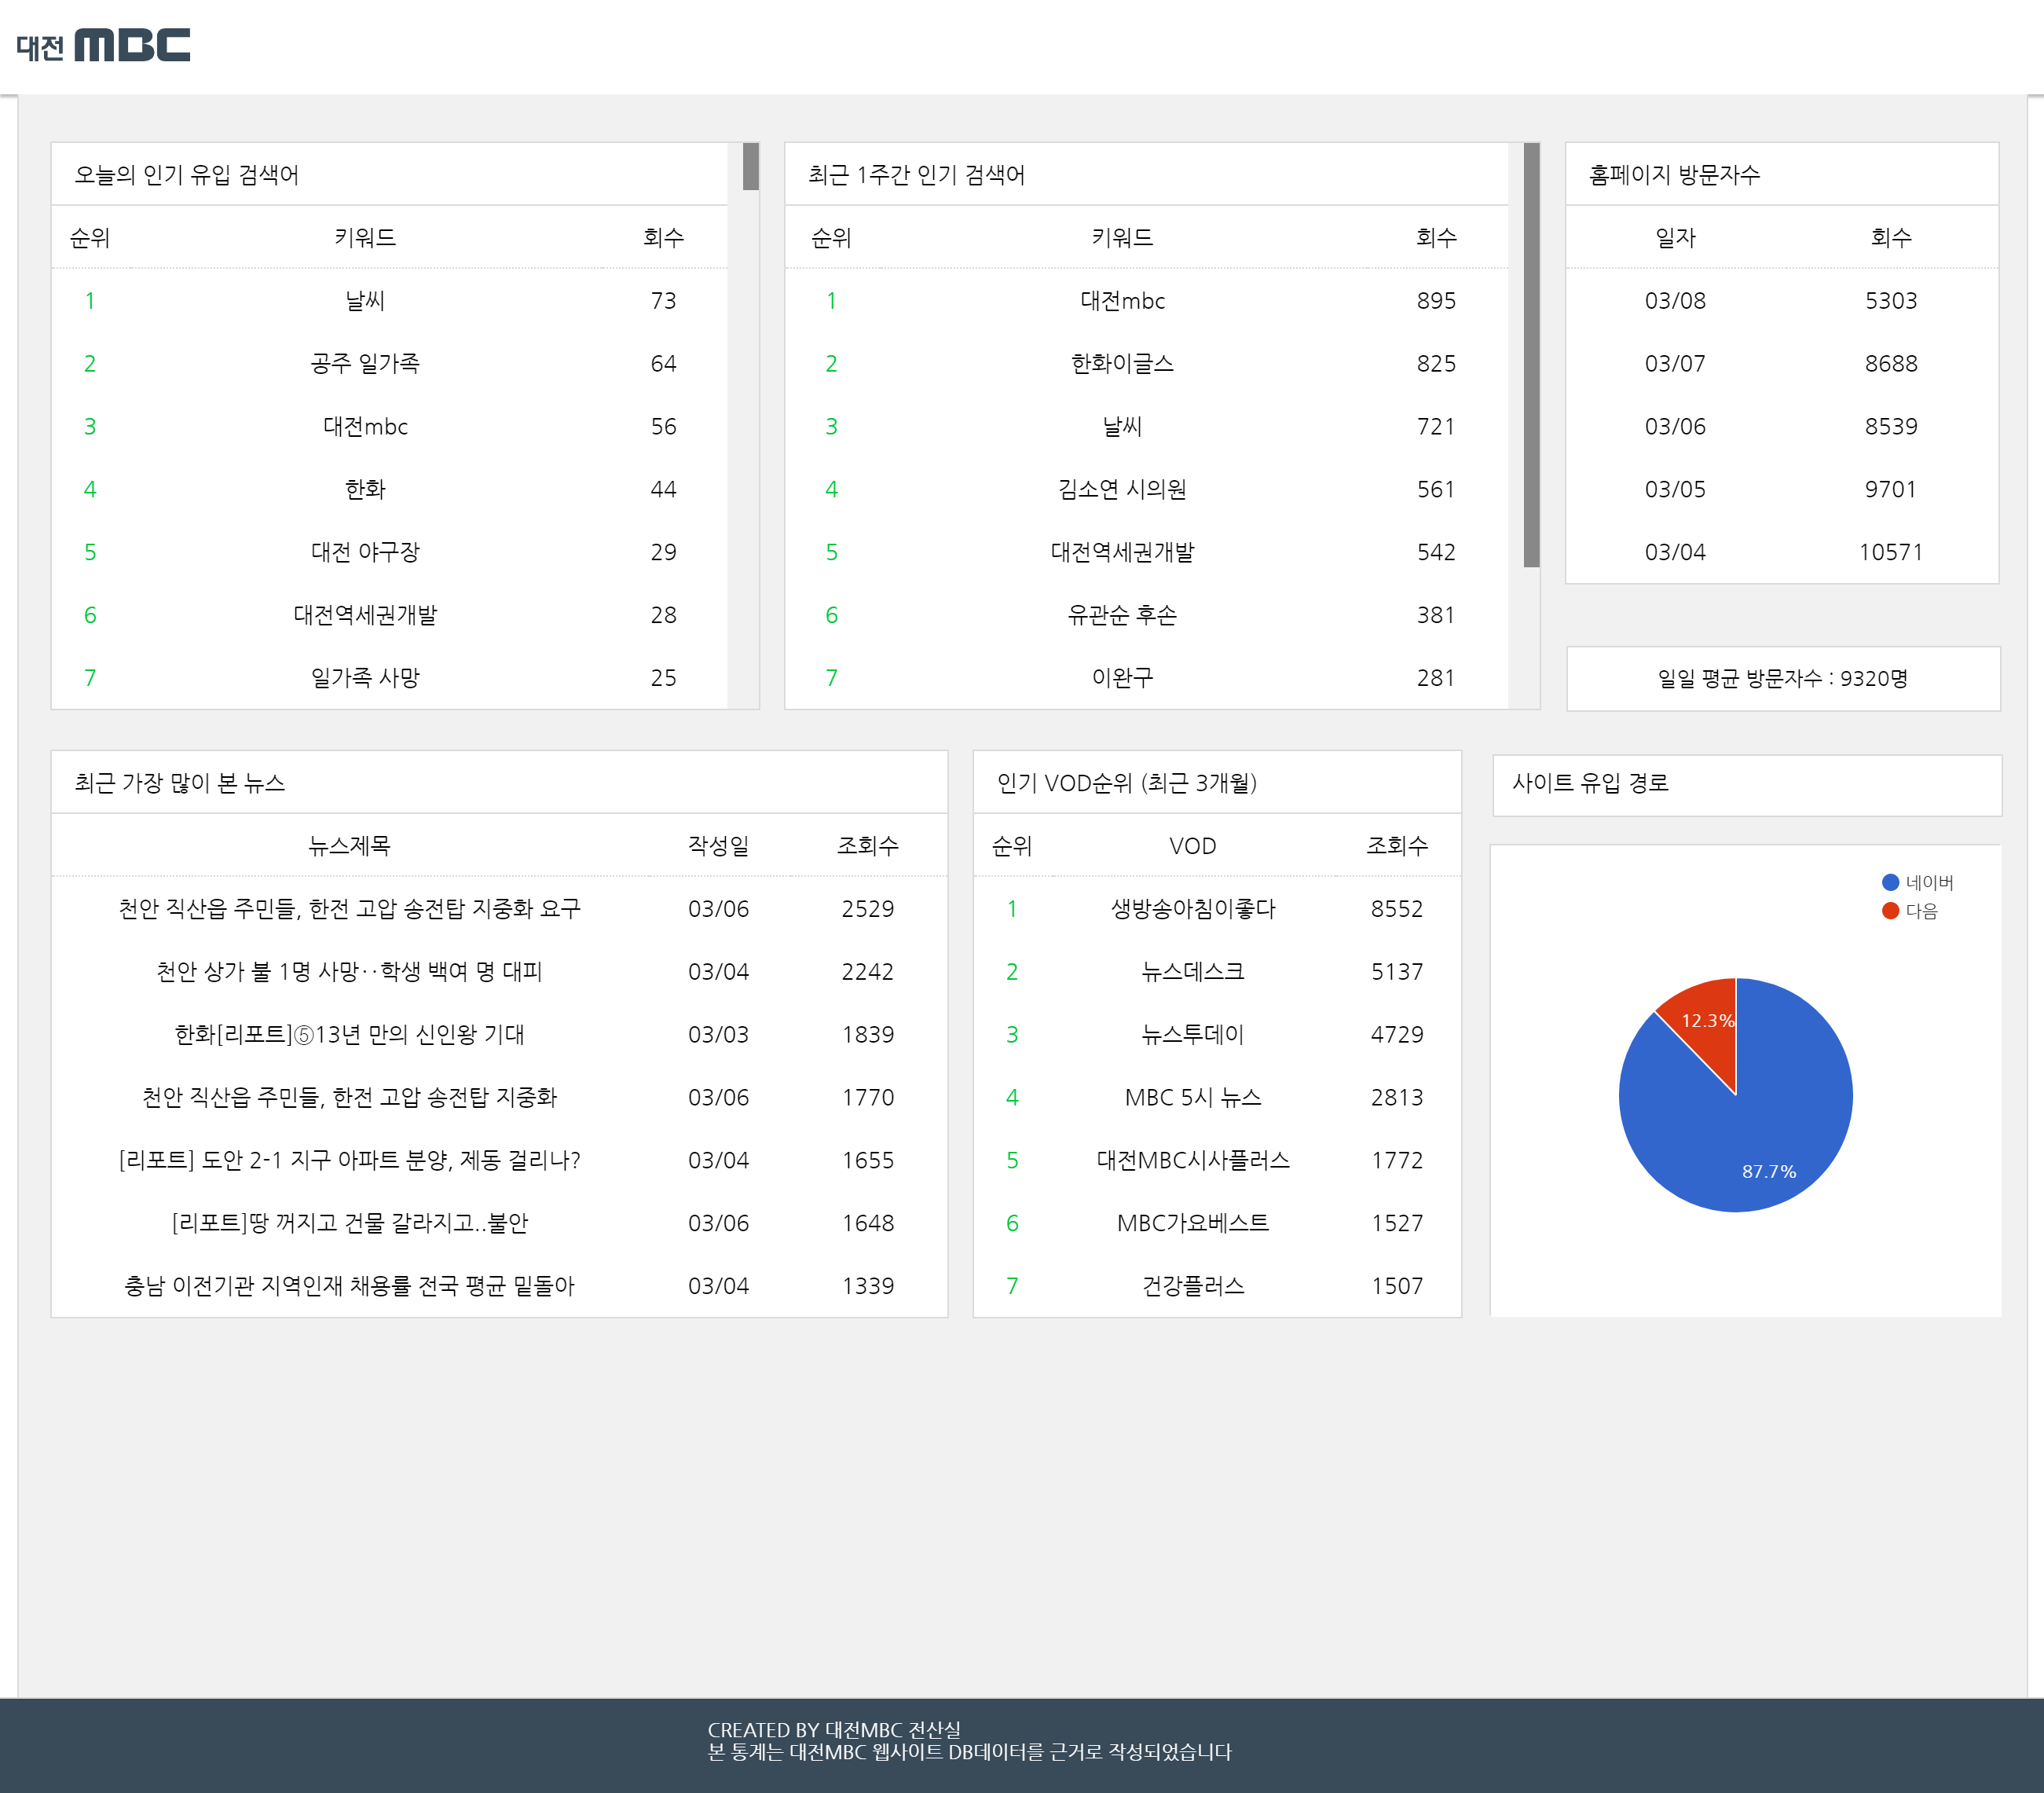 대전 MBC
오늘의 인기 유입 검색어
순위 키워드 회수
1 날씨 73
2 공주 일가족 64
3 대전mbc 56
4 한화 44
5 대전 야구장 29
6 대전역세권개발 28
7 일가족 사망 25
최근 1주간 인기 검색어
순위 키워드 회수
1 대전mbc 895
2 한화이글스 825
3 날씨 721
4 김소연 시의원 561
5 대전역세권개발 542
6 유관순 후손 381
7 이완구 281
홈페이지 방문자수
일자 회수
03/08 5303
03/07 8688
03/06 8539
03/05 9701
03/04 10571
일일 평균 방문자수 : 9320명
최근 가장 많이 본 뉴스
뉴스제목 작성일 조회수
천안 직산읍 주민들, 한전 고압 송전탑 지중화 요구 03/06 2529
천안 상가 불 1명 사망··학생 백여 명 대피 03/04 2242
한화[리포트]⑤13년 만의 신인왕 기대 03/03 1839
천안 직산읍 주민들, 한전 고압 송전탑 지중화 03/06 1770
[리포트] 도안 2-1 지구 아파트 분양, 제동 걸리나? 03/04 1655
[리포트]땅 꺼지고 건물 갈라지고..불안 03/06 1648
충남 이전기관 지역인재 채용률 전국 평균 밑돌아 03/04 1339
인기 VOD순위 (최근 3개월)
순위 VOD 조회수
1 생방송아침이좋다 8552
2 뉴스데스크 5137
3 뉴스투데이 4729
4 MBC 5시 뉴스 2813
5 대전MBC시사플러스 1772
6 MBC가요베스트 1527
7 건강플러스 1507
사이트 유입 경로
네이버
다음
12.3%
87.7%
CREATED BY 대전MBC 전산실
본 통계는 대전MBC 웹사이트 DB데이터를 근거로 작성되었습니다